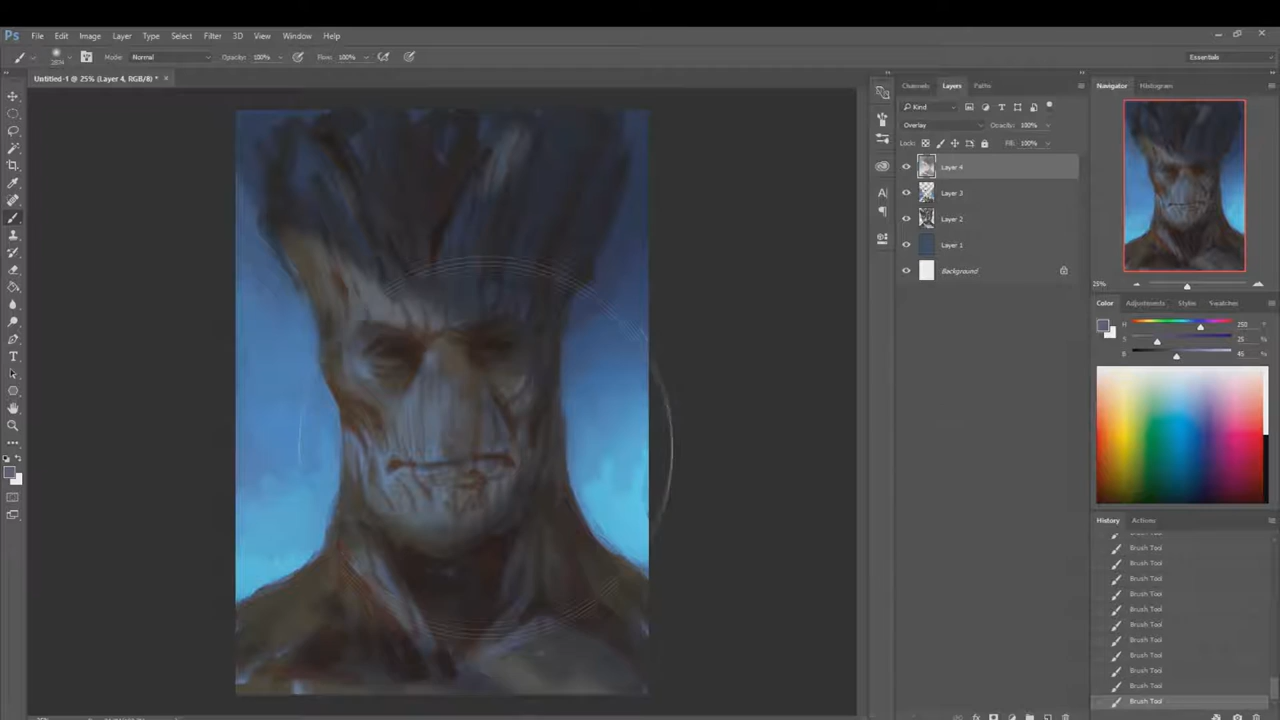 Ps File Edit Image Layer Type Select Filter 3D View Window Help
Mode: Normal Opacity: 100% Flow: 100% Essentials
Untitled-1 @ 25% (Layer 4, RGB/8) *
Channels Layers Paths
Navigator Histogram
Kind
Overlay Opacity: 100%
Lock: Fill: 100%
Layer 4
Layer 3
Layer 2
Layer 1
Background
25%
Color Adjustments Styles Swatches
H 250 °
S 25 %
B 45 %
History Actions
Brush Tool
Brush Tool
Brush Tool
Brush Tool
Brush Tool
Brush Tool
Brush Tool
Brush Tool
Brush Tool
Brush Tool
Brush Tool